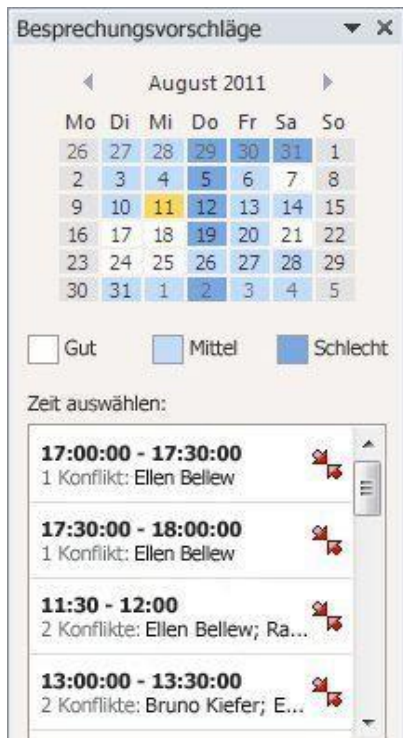 Besprechungsvorschläge
August 2011
Mo Di Mi Do Fr Sa So
26 27 28 29 30 31 1
2 3 4 5 6 7 8
9 10 11 12 13 14 15
16 17 18 19 20 21 22
23 24 25 26 27 28 29
30 31 1 2 3 4 5
Gut Mittel Schlecht
Zeit auswählen:
17:00:00 - 17:30:00
1 Konflikt: Ellen Bellew
17:30:00 - 18:00:00
1 Konflikt: Ellen Bellew
11:30 - 12:00
2 Konflikte: Ellen Bellew; Ra...
13:00:00 - 13:30:00
2 Konflikte: Bruno Kiefer; E...